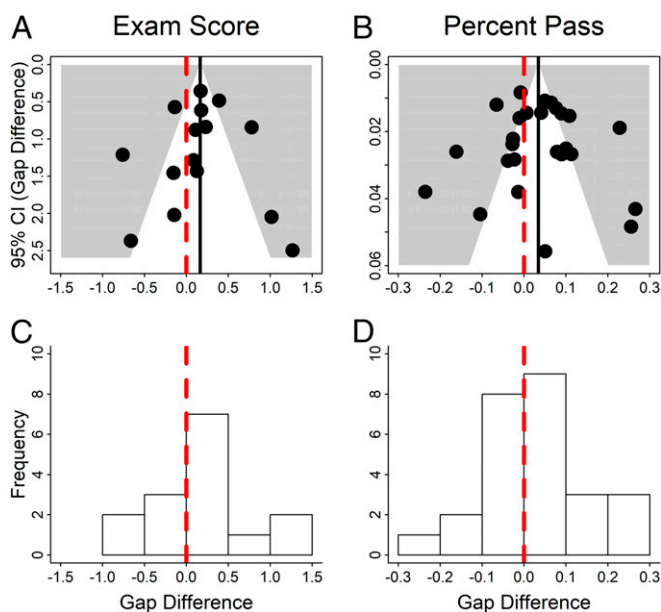 A Exam Score
B Percent Pass
95% CI (Gap Difference)
0.0
0.5
1.0
1.5
2.0
2.5
-1.5 -1.0 -0.5 0.0 0.5 1.0 1.5
0.00
0.02
0.04
0.06
-0.3 -0.2 -0.1 0.0 0.1 0.2 0.3
C
D
Frequency
10
8
6
4
2
0
-1.5 -1.0 -0.5 0.0 0.5 1.0 1.5
Gap Difference
10
8
6
4
2
0
-0.3 -0.2 -0.1 0.0 0.1 0.2 0.3
Gap Difference